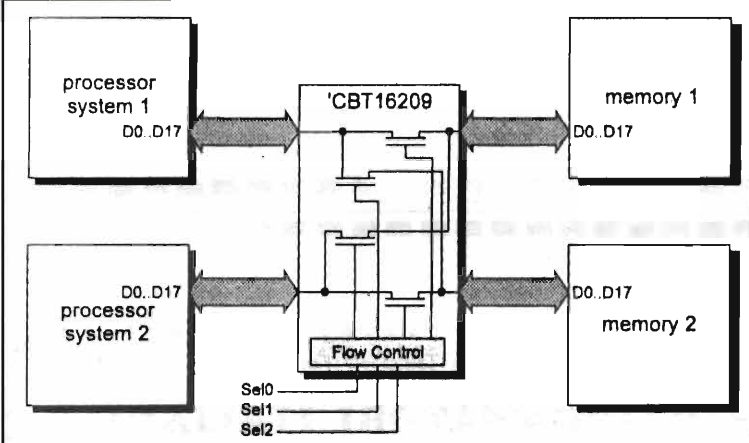 processor
system 1
D0..D17
'CBT16209
memory 1
D0..D17
processor
system 2
D0..D17
D0..D17
memory 2
Flow Control
Sel0
Sel1
Sel2